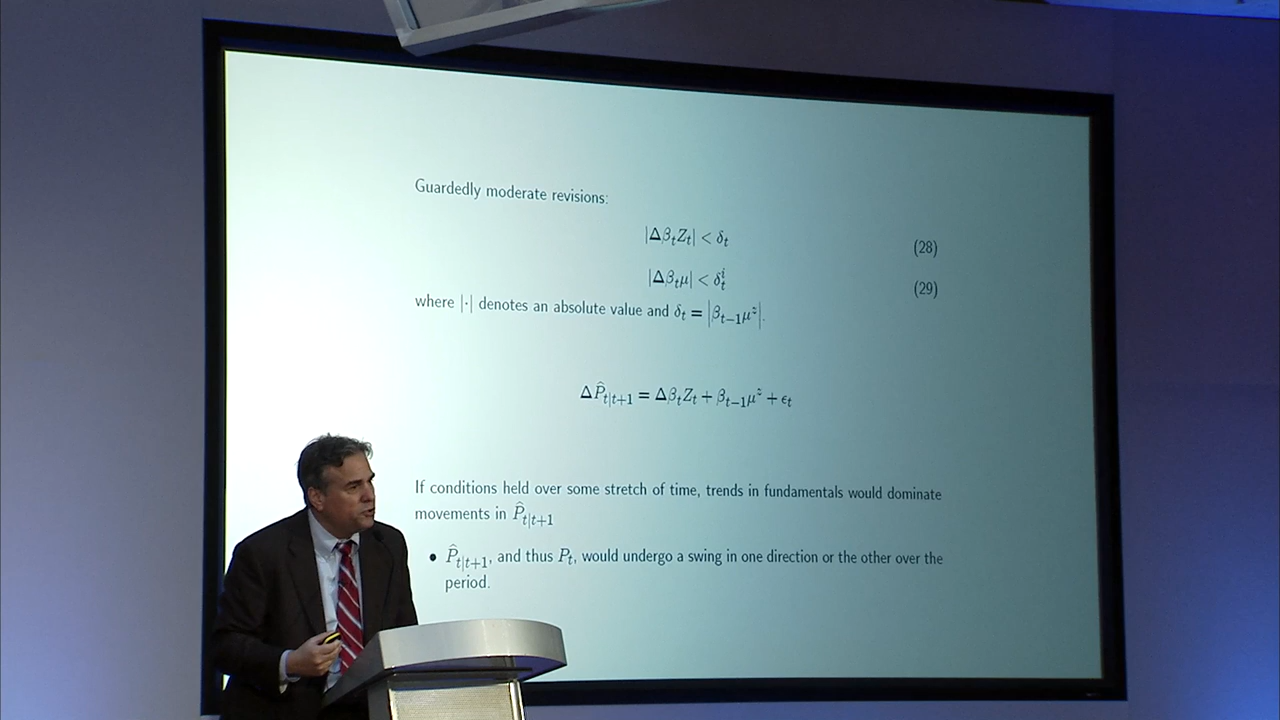 Guardedly moderate revisions:
|Δβ_t Z_t| < δ_t (28)
|Δβ_t μ| < δ_t^i (29)
where |·| denotes an absolute value and δ_t = |β_{t−1}μ^z|.
ΔP̂_{t|t+1} = Δβ_t Z_t + β_{t−1}μ^z + ϵ_t
If conditions held over some stretch of time, trends in fundamentals would dominate
movements in P̂_{t|t+1}
• P̂_{t|t+1}, and thus P_t, would undergo a swing in one direction or the other over the
period.